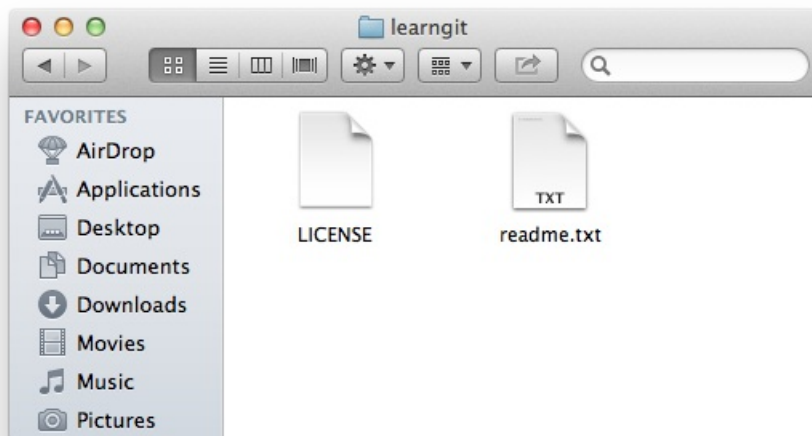 learngit
FAVORITES
AirDrop
Applications
Desktop
Documents
Downloads
Movies
Music
Pictures
TXT
LICENSE
readme.txt